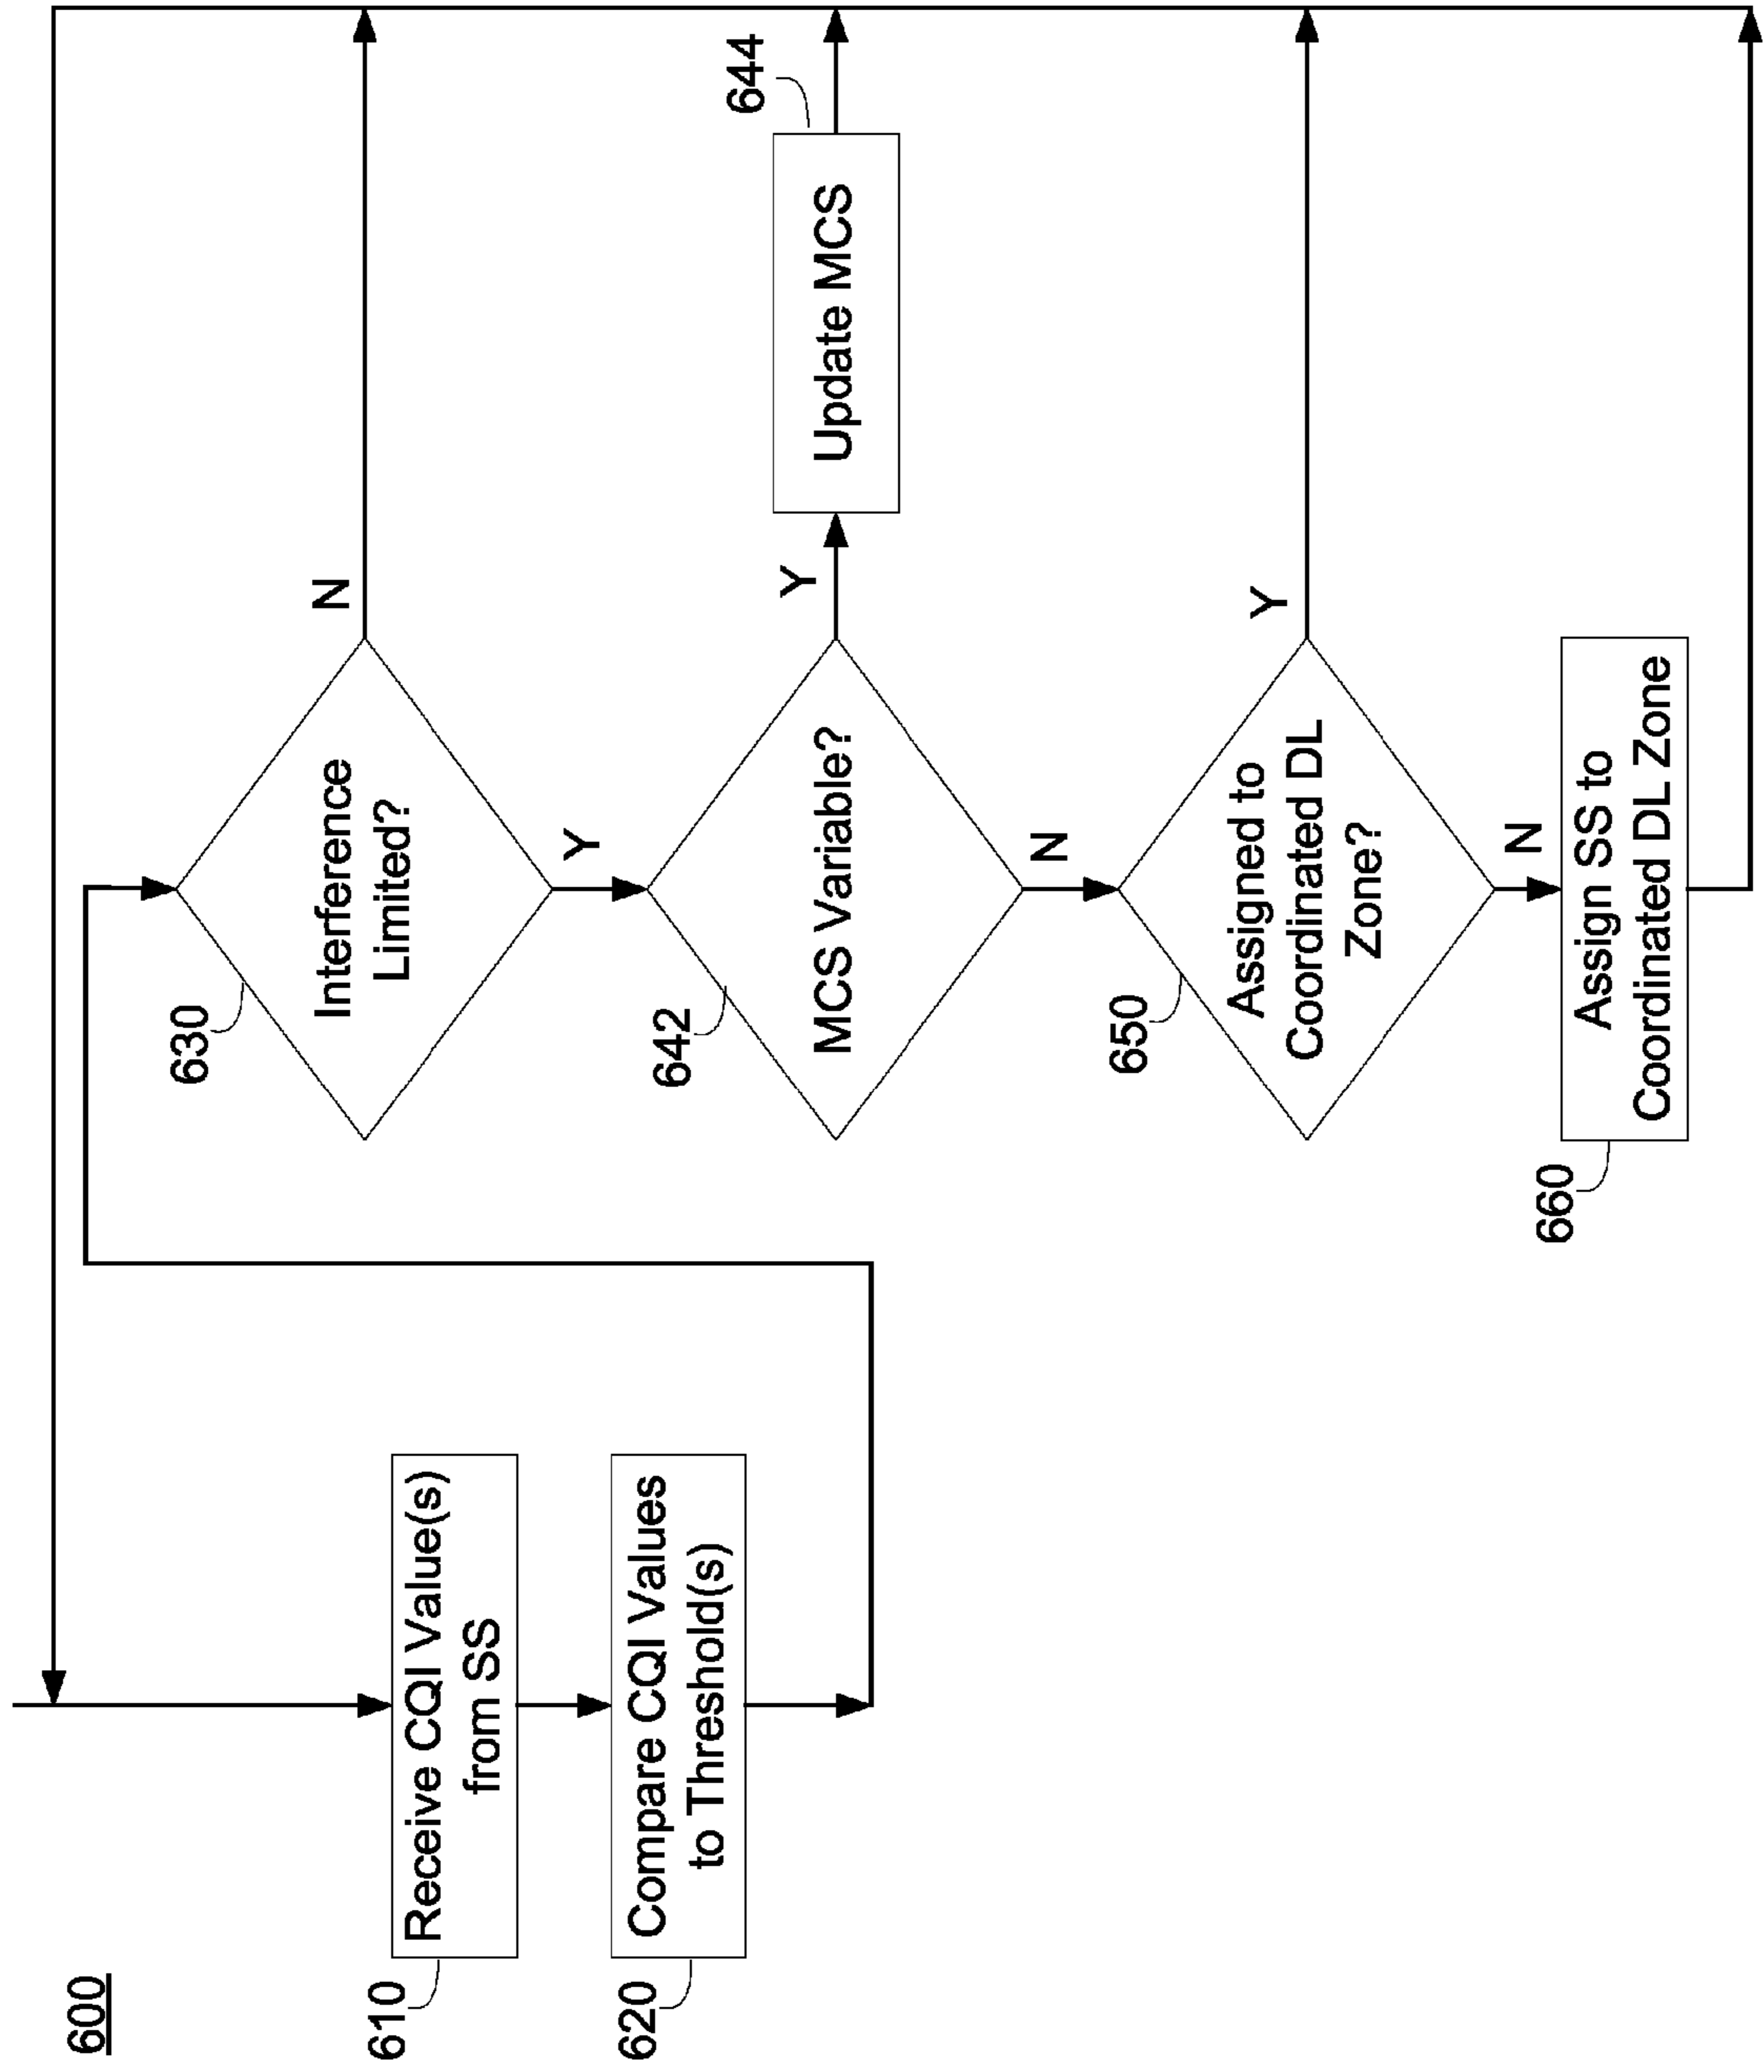 600
610
Receive CQI Value(s)
from SS
620
Compare CQI Values
to Threshold(s)
630
Interference
Limited?
N
Y
642
MCS Variable?
Y
644
Update MCS
N
650
Assigned to
Coordinated DL
Zone?
Y
N
660
Assign SS to
Coordinated DL Zone